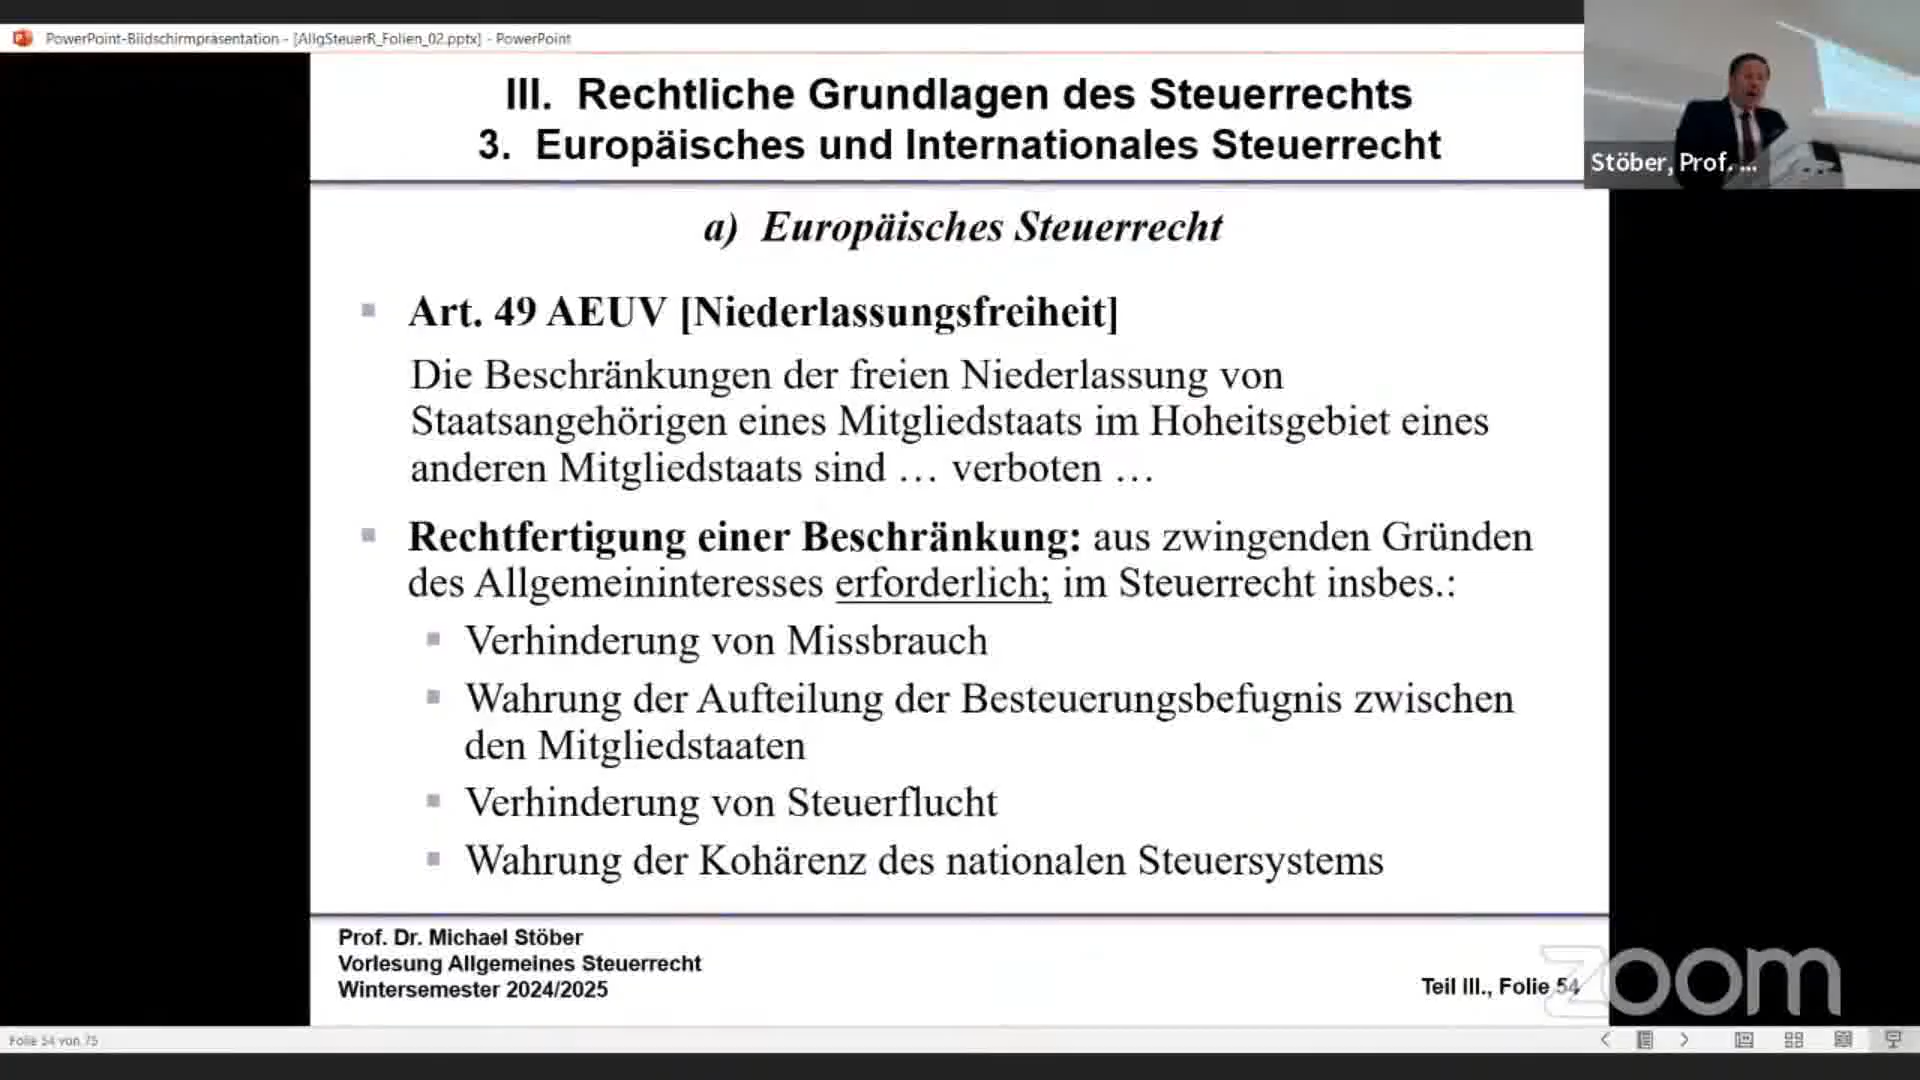 PowerPoint-Bildschirmpräsentation - [AllgSteuerR_Folien_02.pptx] - PowerPoint
III. Rechtliche Grundlagen des Steuerrechts
3. Europäisches und Internationales Steuerrecht
Stöber, Prof. ...
a) Europäisches Steuerrecht
Art. 49 AEUV [Niederlassungsfreiheit]
Die Beschränkungen der freien Niederlassung von
Staatsangehörigen eines Mitgliedstaats im Hoheitsgebiet eines
anderen Mitgliedstaats sind … verboten …
Rechtfertigung einer Beschränkung: aus zwingenden Gründen
des Allgemeininteresses erforderlich; im Steuerrecht insbes.:
Verhinderung von Missbrauch
Wahrung der Aufteilung der Besteuerungsbefugnis zwischen
den Mitgliedstaaten
Verhinderung von Steuerflucht
Wahrung der Kohärenz des nationalen Steuersystems
Prof. Dr. Michael Stöber
Vorlesung Allgemeines Steuerrecht
Wintersemester 2024/2025
Teil III., Folie 54
zoom
Folie 54 von 75